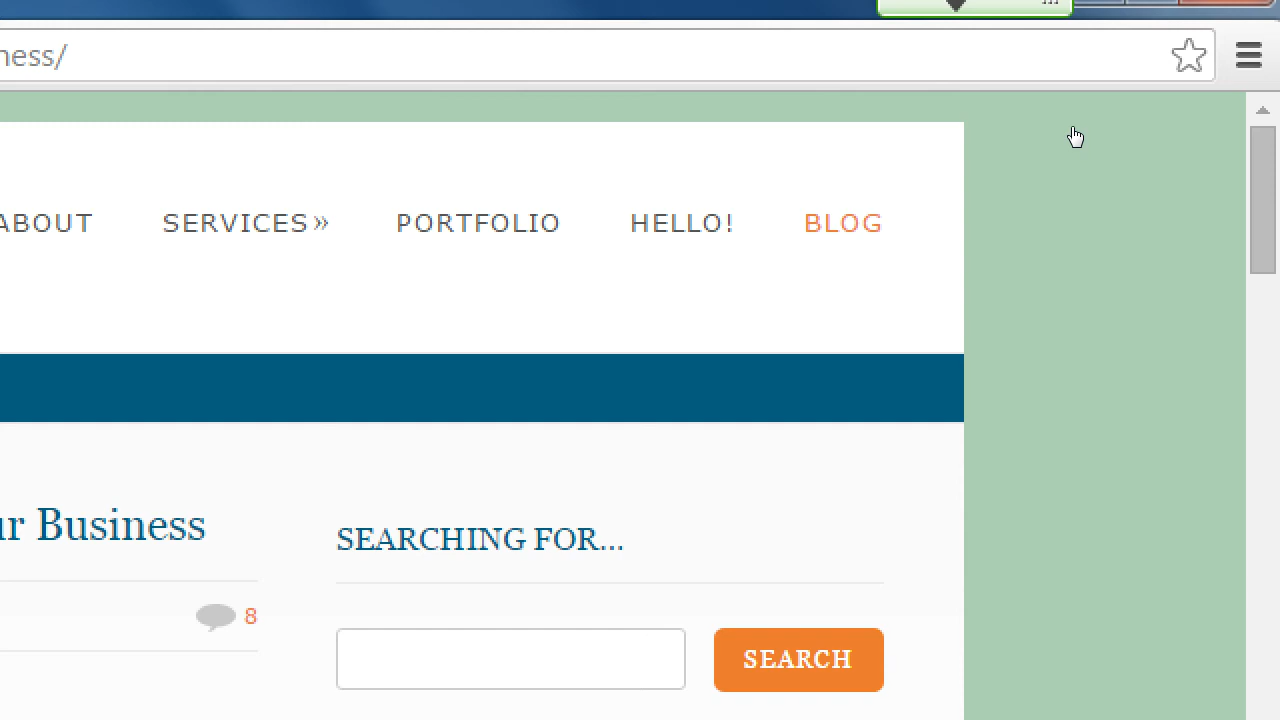 ness/
ABOUT SERVICES» PORTFOLIO HELLO! BLOG
ur Business
SEARCHING FOR...
8
SEARCH